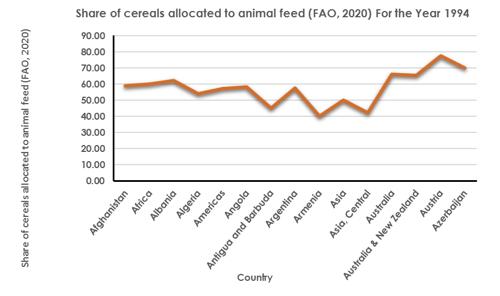 Share of cereals allocated to animal feed (FAO, 2020) For the Year 1994
Share of cereals allocated to animal feed (FAO, 2020)
90.00
80.00
70.00
60.00
50.00
40.00
30.00
20.00
10.00
0.00
Afghanistan
Africa
Albania
Algeria
Americas
Angola
Antigua and Barbuda
Argentina
Armenia
Asia
Asia, Central
Australia
Australia & New Zealand
Austria
Azerbaijan
Country